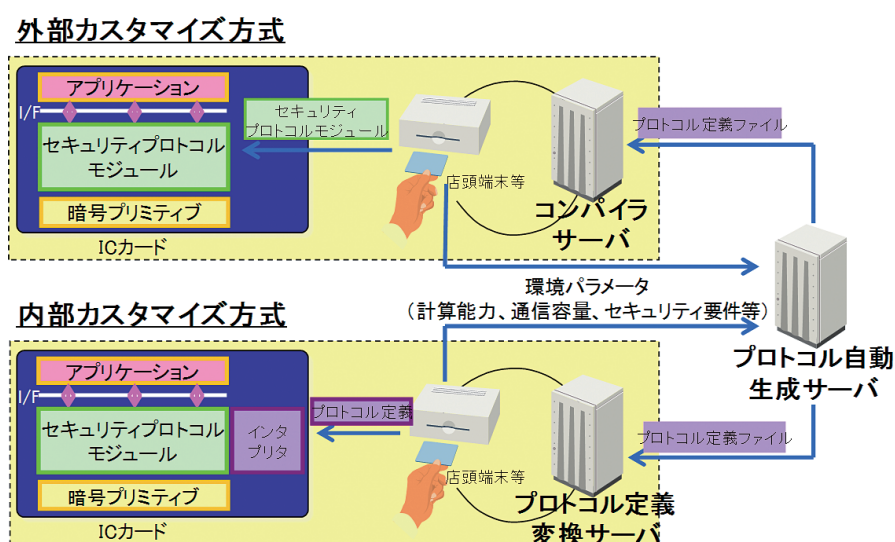 外部カスタマイズ方式
アプリケーション
I/F
セキュリティプロトコル
モジュール
暗号プリミティブ
ICカード
セキュリティ
プロトコルモジュール
店頭端末等
コンパイラ
サーバ
プロトコル定義ファイル
環境パラメータ
（計算能力、通信容量、セキュリティ要件等）
プロトコル自動
生成サーバ
内部カスタマイズ方式
アプリケーション
I/F
セキュリティプロトコル
モジュール
インタ
プリタ
暗号プリミティブ
ICカード
プロトコル定義
店頭端末等
プロトコル定義
変換サーバ
プロトコル定義ファイル